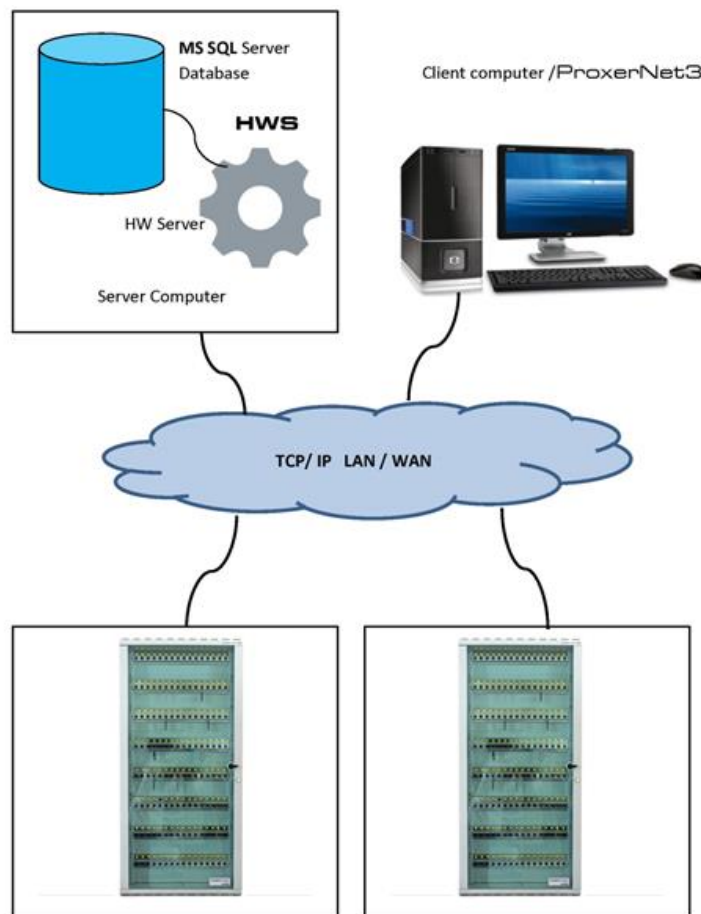 MS SQL Server
Database
HWS
HW Server
Server Computer
Client computer /ProxerNet3
TCP/ IP LAN / WAN